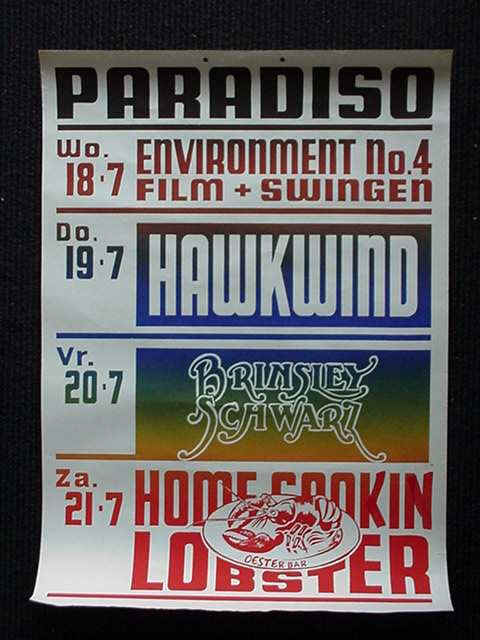 PARADISO
Wo. 18·7 ENVIRONMENT No.4
FILM + SWINGEN
Do. 19·7 HAWKWIND
Vr. 20·7 BRINSLEY
SCHWARZ
Za. 21·7 HOME COOKIN
LOBSTER
OESTER BAR